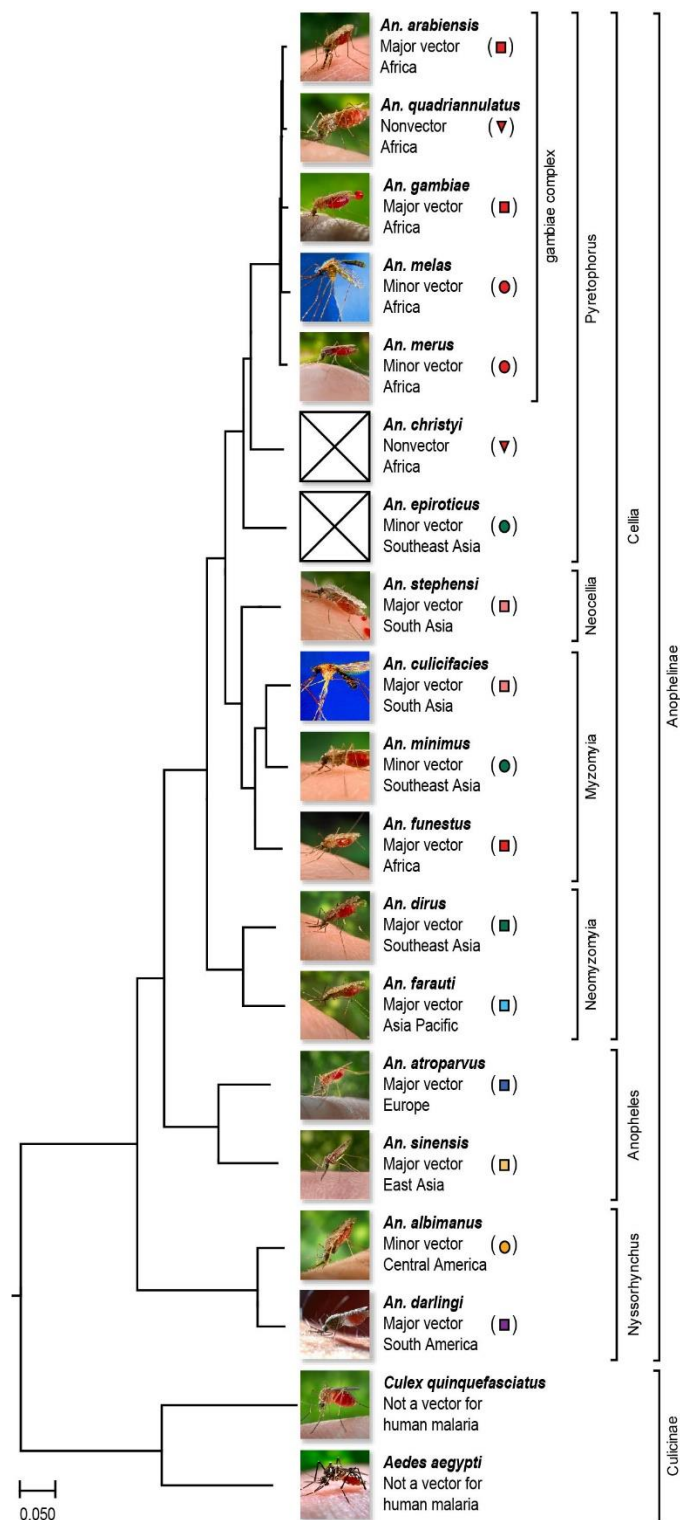 An. arabiensis
Major vector
Africa
An. quadriannulatus
Nonvector
Africa
An. gambiae
Major vector
Africa
An. melas
Minor vector
Africa
An. merus
Minor vector
Africa
gambiae complex
An. christyi
Nonvector
Africa
An. epiroticus
Minor vector
Southeast Asia
Pyretophorus
An. stephensi
Major vector
South Asia
Neocellia
An. culicifacies
Major vector
South Asia
An. minimus
Minor vector
Southeast Asia
An. funestus
Major vector
Africa
Myzomyia
An. dirus
Major vector
Southeast Asia
An. farauti
Major vector
Asia Pacific
Neomyzomyia
Cellia
An. atroparvus
Major vector
Europe
An. sinensis
Major vector
East Asia
Anopheles
An. albimanus
Minor vector
Central America
An. darlingi
Major vector
South America
Nyssorhynchus
Anophelinae
Culex quinquefasciatus
Not a vector for
human malaria
Aedes aegypti
Not a vector for
human malaria
Culicinae
0.050